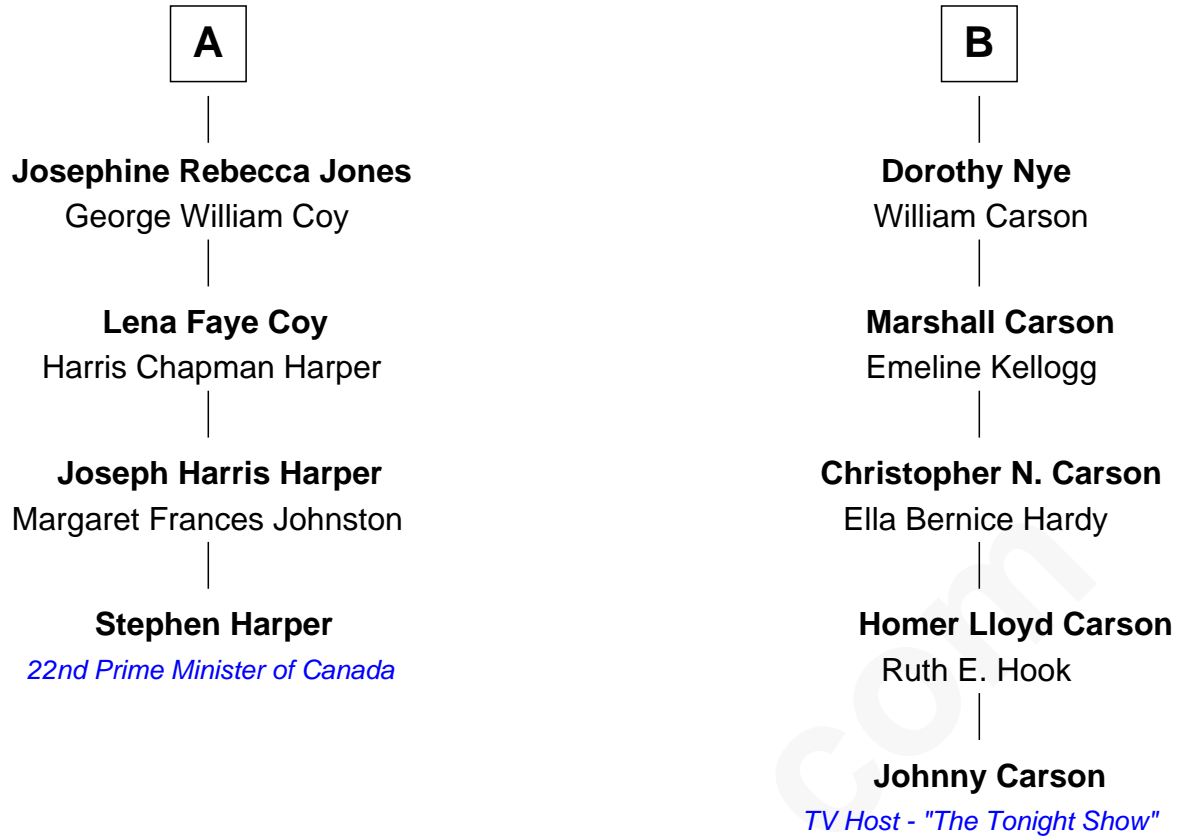 A
Josephine Rebecca Jones
George William Coy
Lena Faye Coy
Harris Chapman Harper
Joseph Harris Harper
Margaret Frances Johnston
Stephen Harper
22nd Prime Minister of Canada
B
Dorothy Nye
William Carson
Marshall Carson
Emeline Kellogg
Christopher N. Carson
Ella Bernice Hardy
Homer Lloyd Carson
Ruth E. Hook
Johnny Carson
TV Host - "The Tonight Show"
com